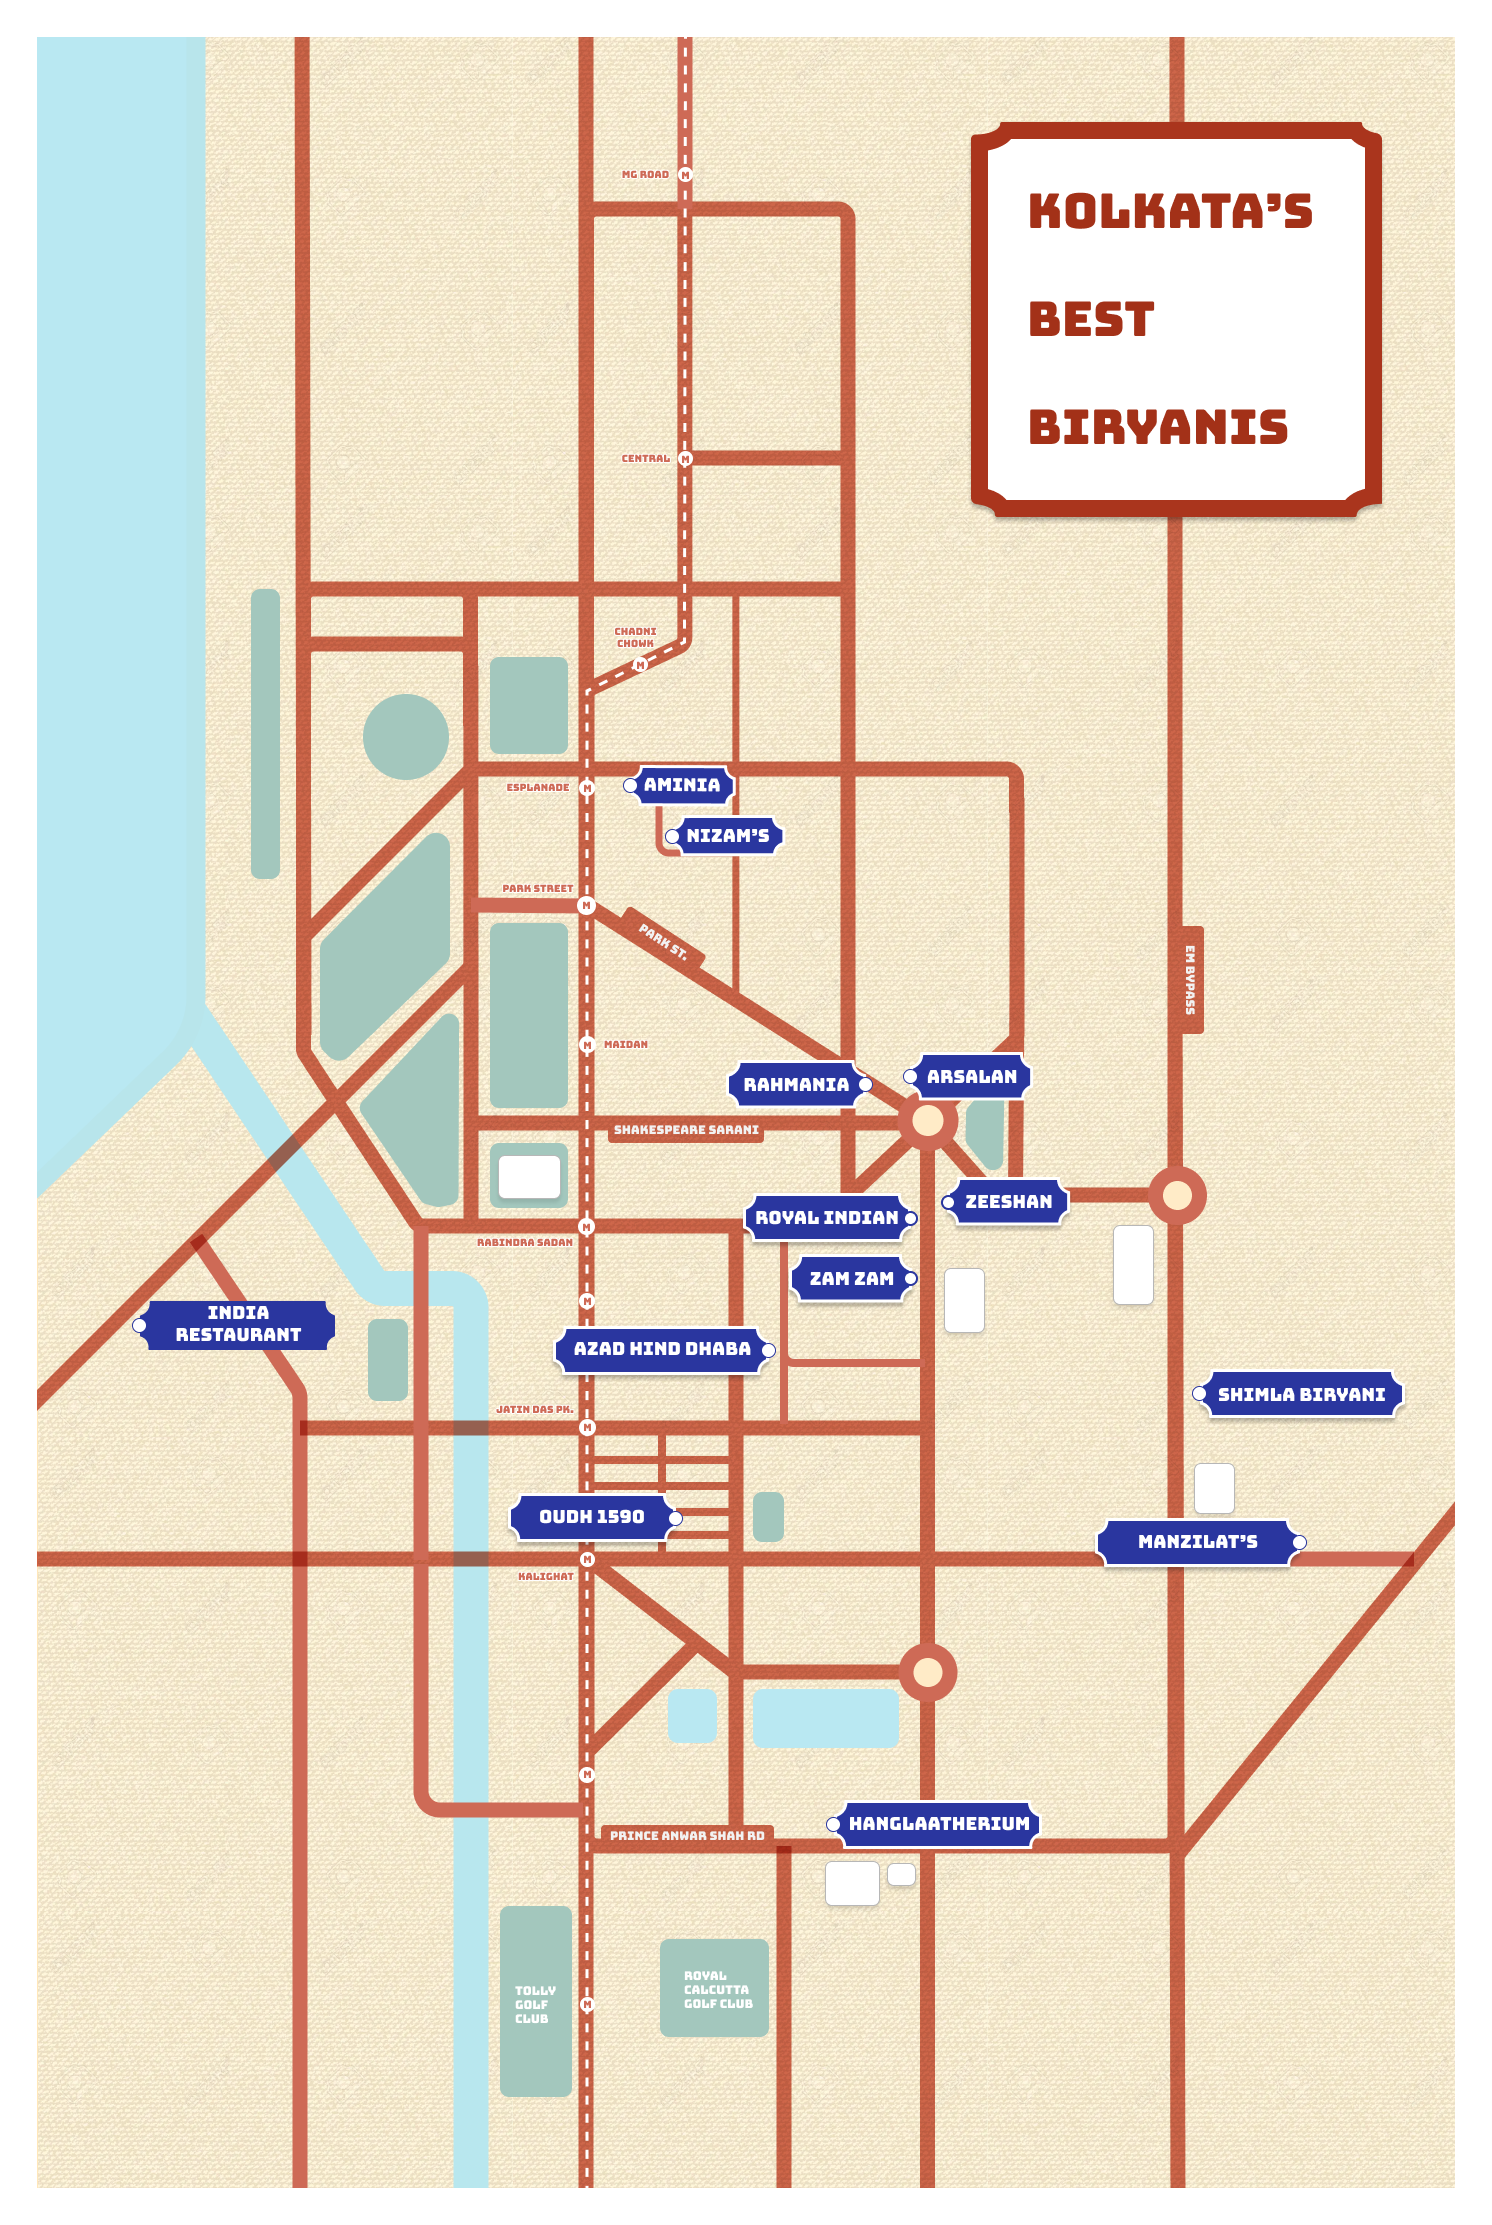 KOLKATA'S
BEST
BIRYANIS
MG ROAD
M
CENTRAL
M
CHADNI
CHOWK
M
AMINIA
ESPLANADE
M
NIZAM'S
PARK STREET
M
PARK ST.
EM BYPASS
M
MAIDAN
ARSALAN
RAHMANIA
SHAKESPEARE SARANI
ZEESHAN
ROYAL INDIAN
M
RABINDRA SADAN
ZAM ZAM
M
INDIA
RESTAURANT
AZAD HIND DHABA
SHIMLA BIRYANI
JATIN DAS PK.
M
OUDH 1590
MANZILAT'S
M
KALIGHAT
M
HANGLAATHERIUM
PRINCE ANWAR SHAH RD
ROYAL
CALCUTTA
GOLF CLUB
TOLLY
GOLF
CLUB
M